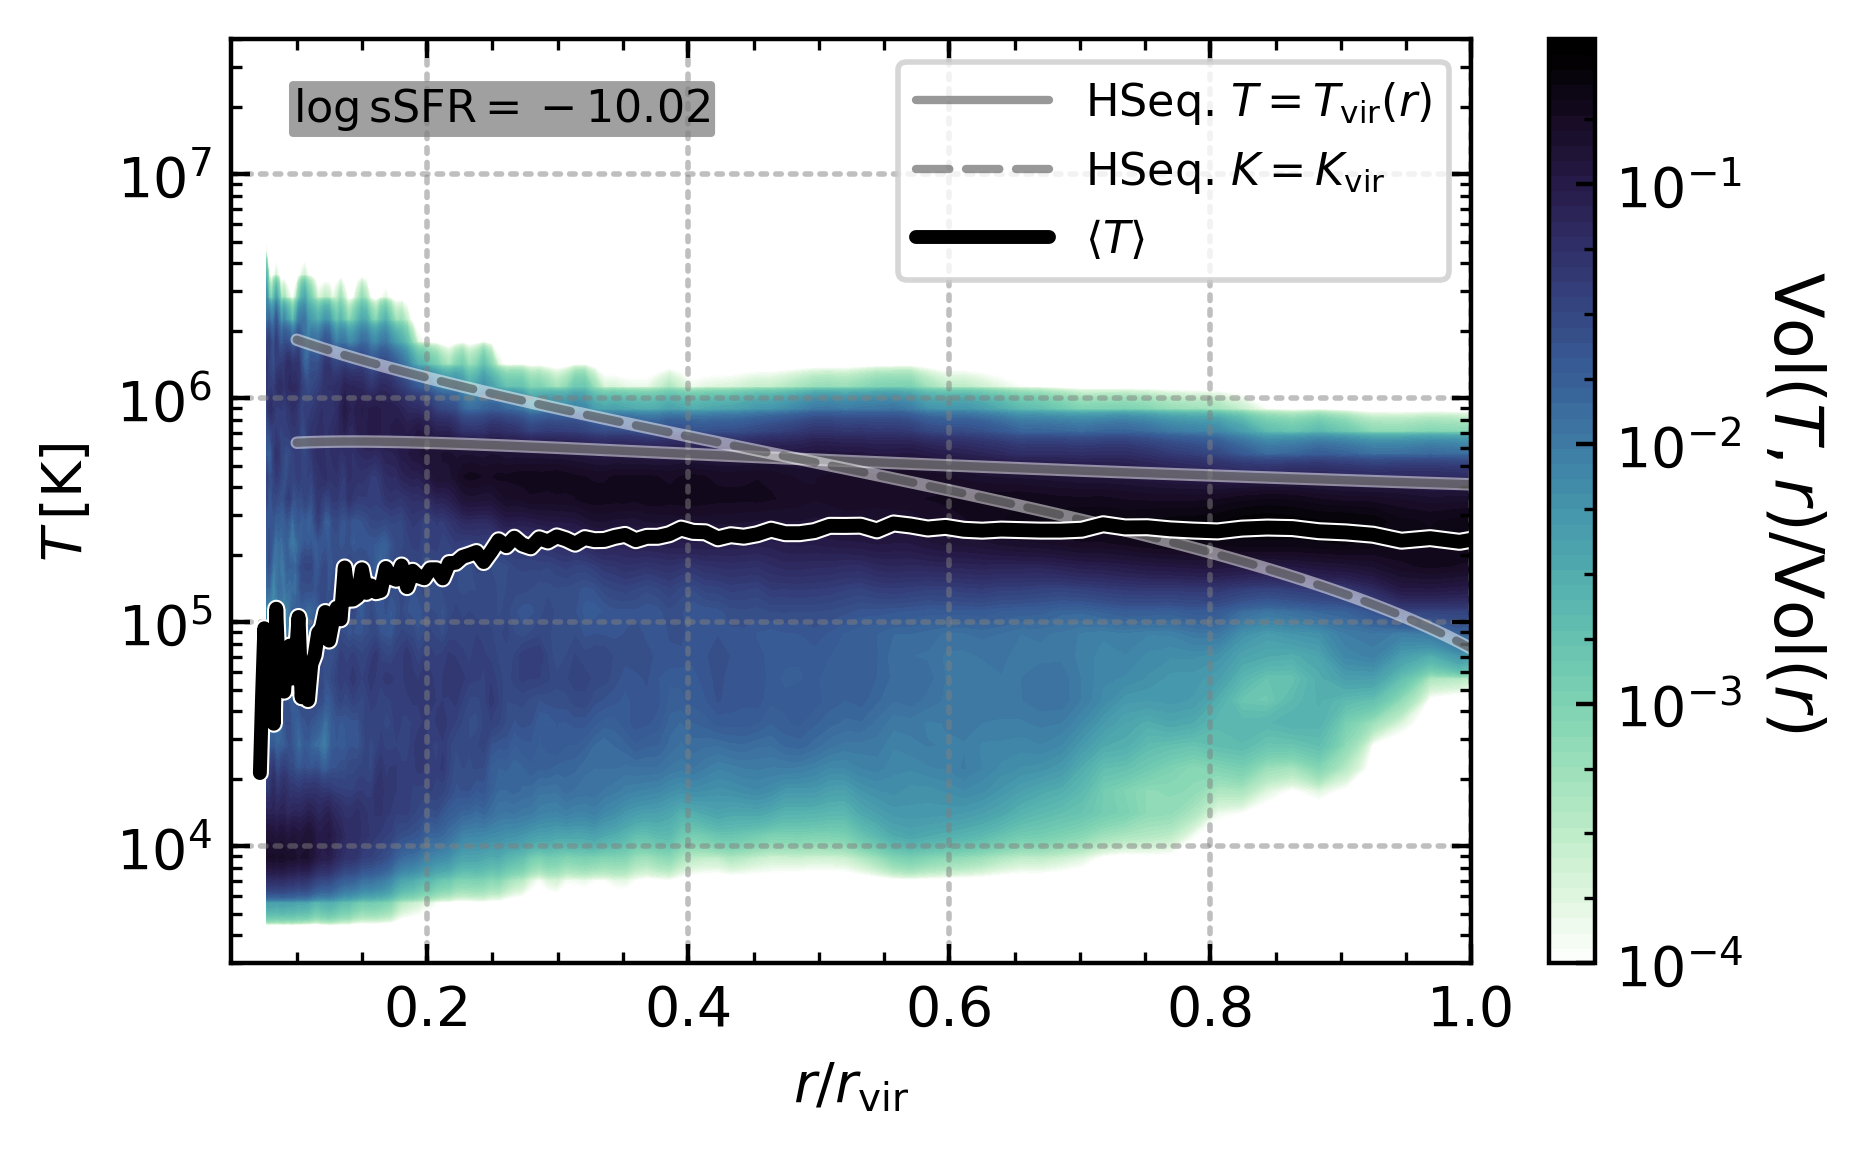 log sSFR = −10.02
HSeq. T = T_vir(r)
HSeq. K = K_vir
⟨T⟩
10^7
10^6
10^5
10^4
T [K]
0.2 0.4 0.6 0.8 1.0
r/r_vir
10^−1
10^−2
10^−3
10^−4
Vol(T, r)/Vol(r)